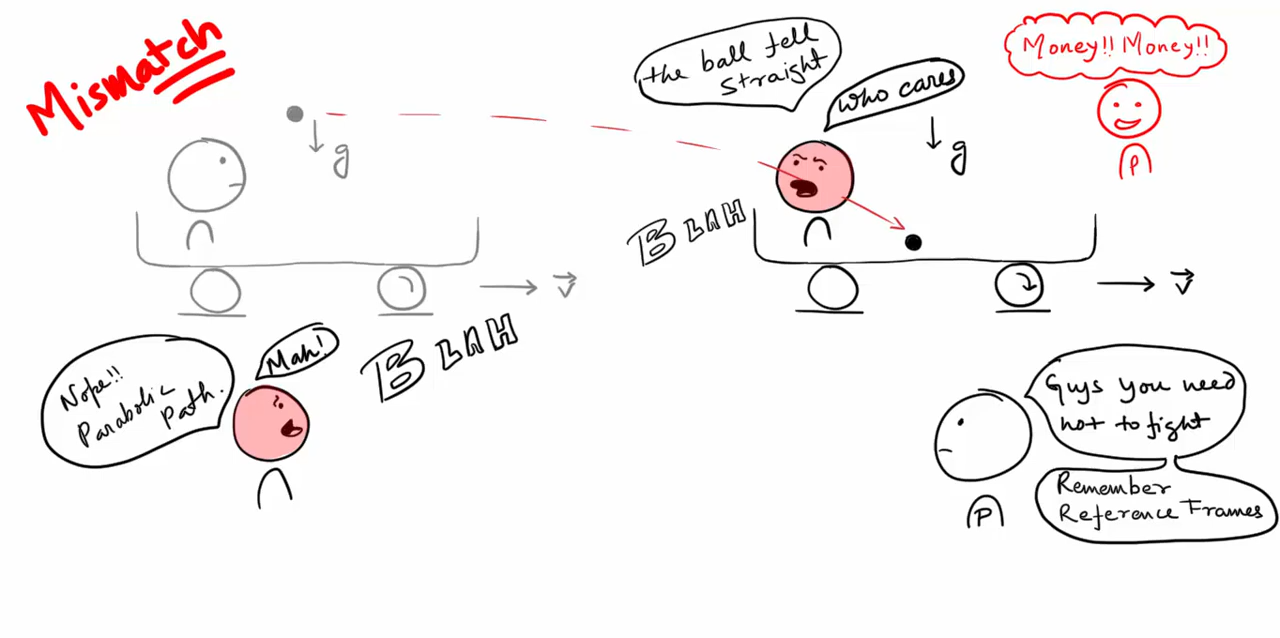 Mismatch
g
v
Nope!!
Parabolic
Path.
Mah!
BLAH
the ball fell
straight
who cares
g
BLAH
v
Money!! Money!!
P
Guys you need
not to fight
Remember
Reference Frames
P